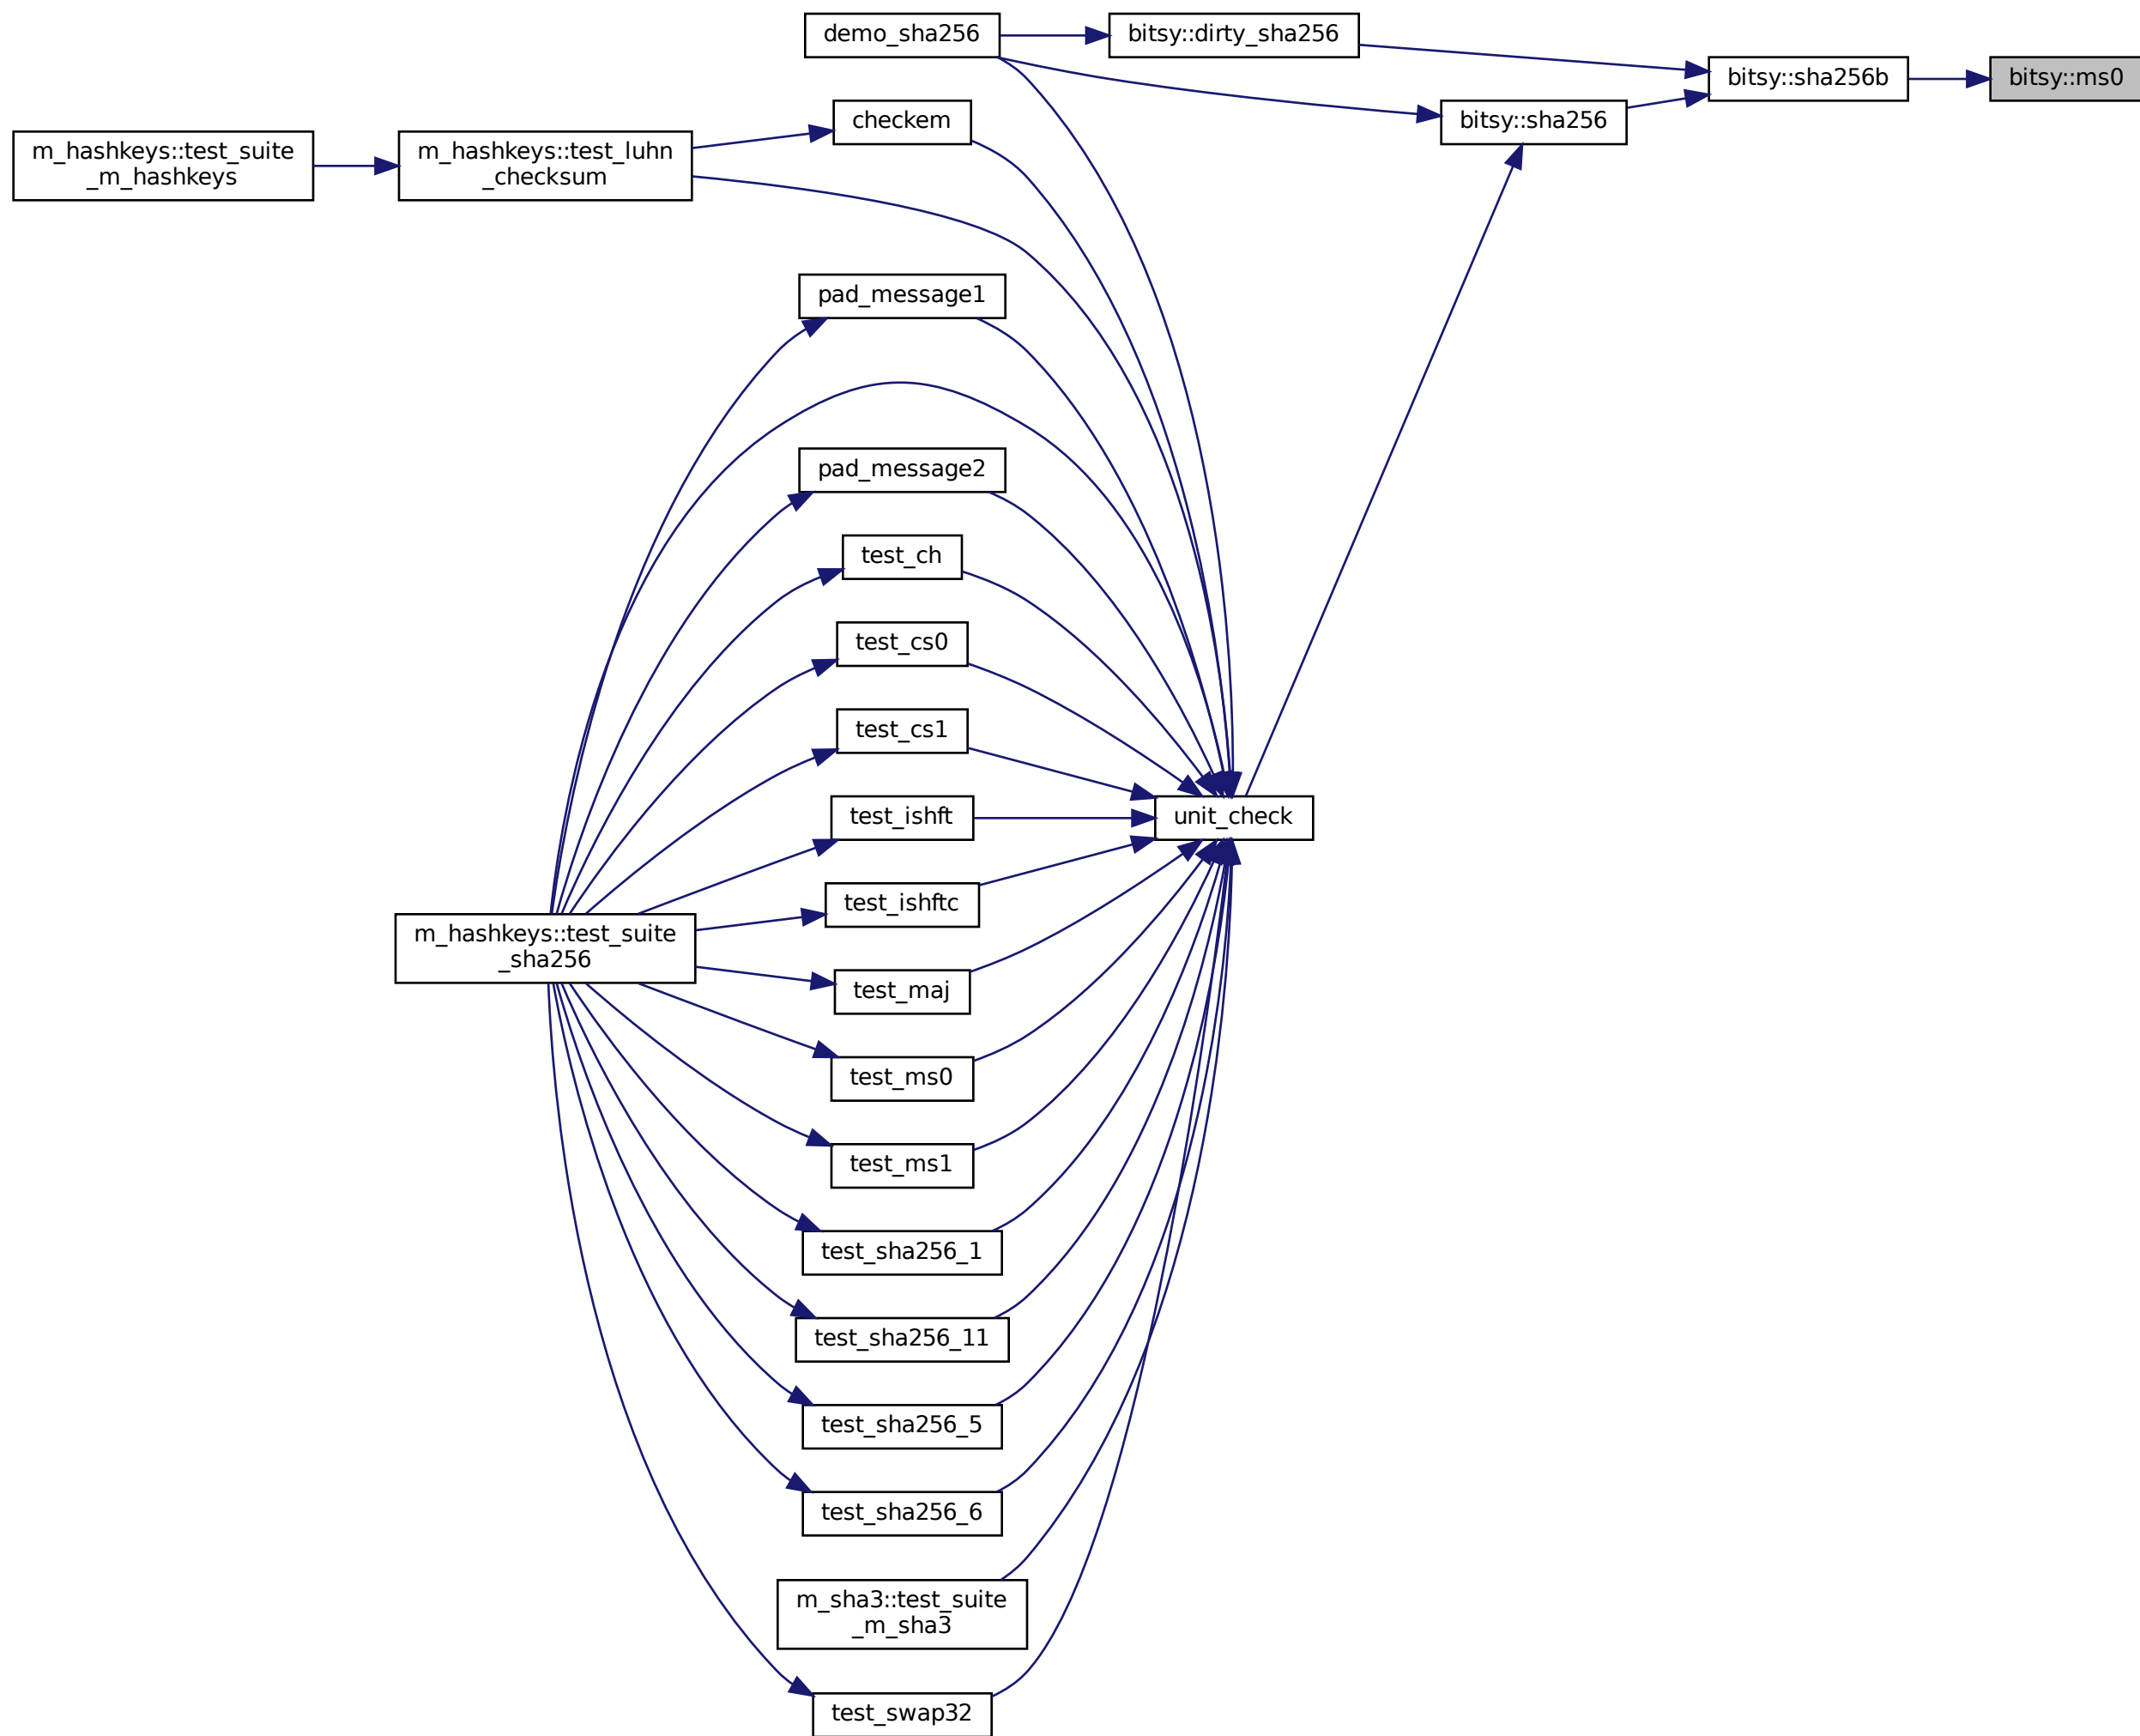 demo_sha256
bitsy::dirty_sha256
bitsy::sha256b
bitsy::ms0
checkem
bitsy::sha256
m_hashkeys::test_suite
_m_hashkeys
m_hashkeys::test_luhn
_checksum
pad_message1
pad_message2
test_ch
test_cs0
test_cs1
test_ishft
unit_check
test_ishftc
m_hashkeys::test_suite
_sha256
test_maj
test_ms0
test_ms1
test_sha256_1
test_sha256_11
test_sha256_5
test_sha256_6
m_sha3::test_suite
_m_sha3
test_swap32